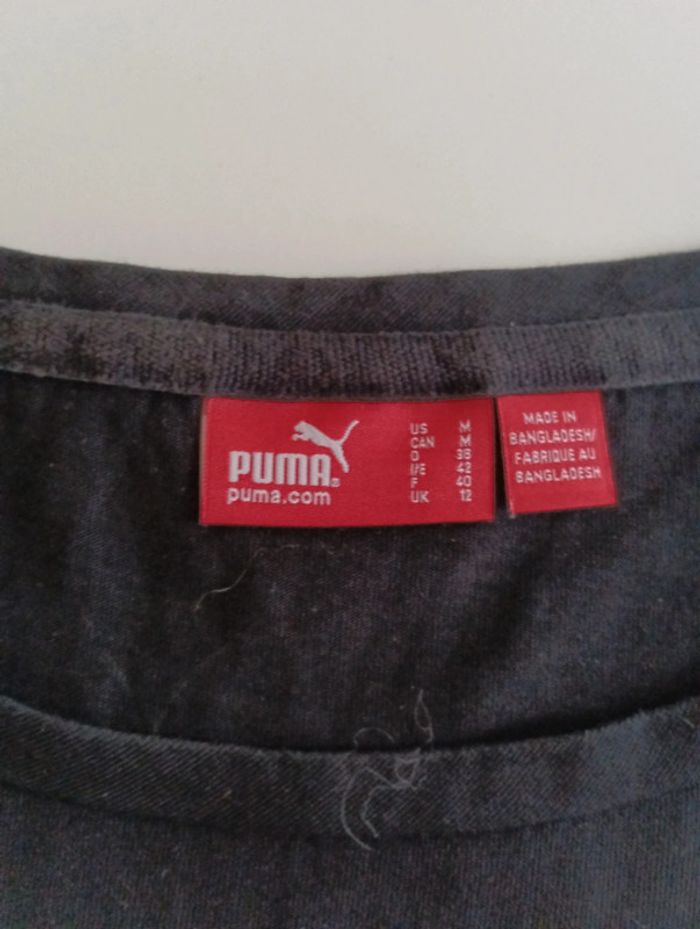 PUMA®
puma.com
US M
CAN M
D 38
I/E 42
F 40
UK 12
MADE IN
BANGLADESH/
FABRIQUE AU
BANGLADESH